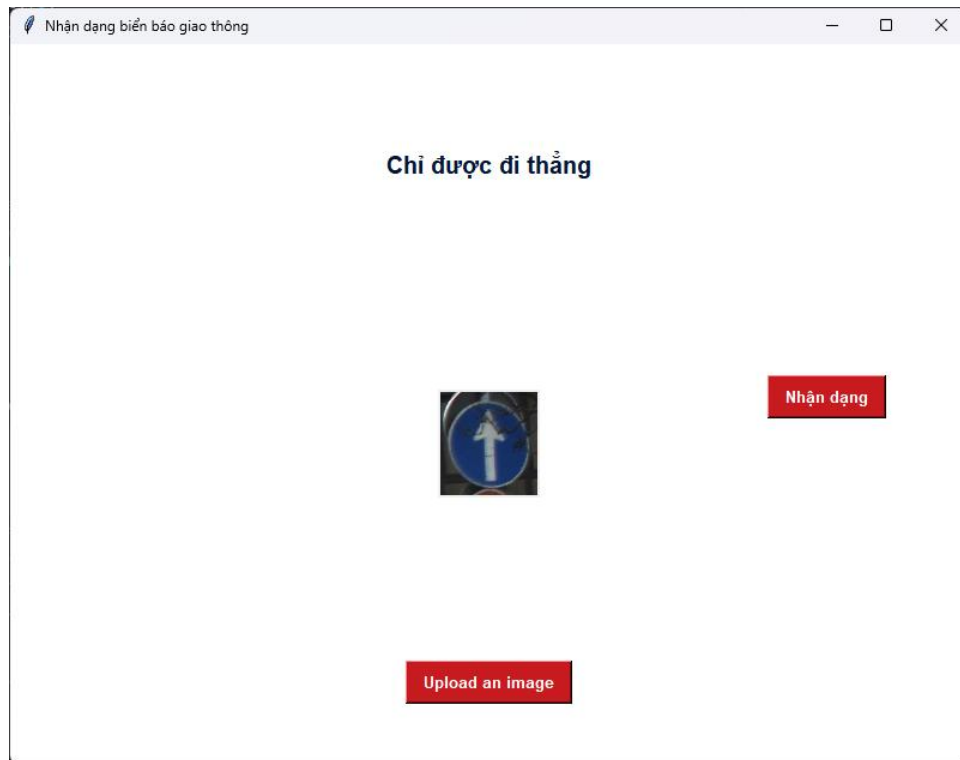 Nhận dạng biển báo giao thông
Chỉ được đi thẳng
Nhận dạng
Upload an image